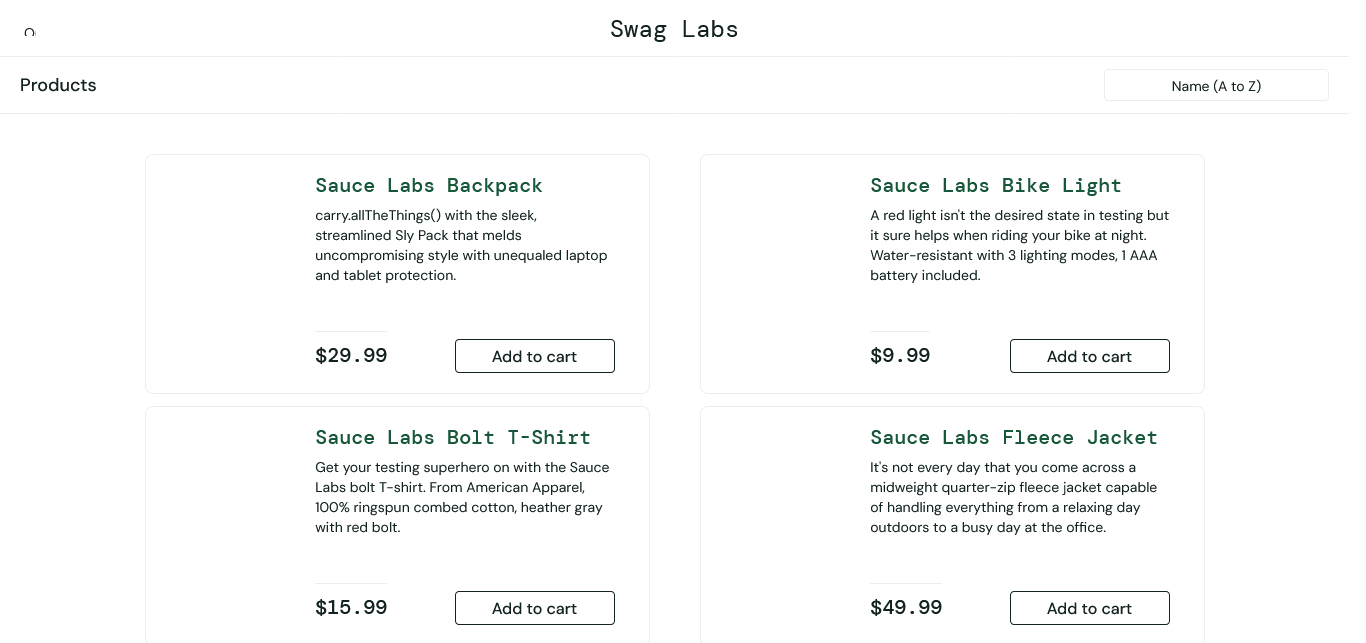 Swag Labs
Products
Name (A to Z)
Sauce Labs Backpack
carry.allTheThings() with the sleek,
streamlined Sly Pack that melds
uncompromising style with unequaled laptop
and tablet protection.
$29.99
Add to cart
Sauce Labs Bike Light
A red light isn't the desired state in testing but
it sure helps when riding your bike at night.
Water-resistant with 3 lighting modes, 1 AAA
battery included.
$9.99
Add to cart
Sauce Labs Bolt T-Shirt
Get your testing superhero on with the Sauce
Labs bolt T-shirt. From American Apparel,
100% ringspun combed cotton, heather gray
with red bolt.
$15.99
Add to cart
Sauce Labs Fleece Jacket
It's not every day that you come across a
midweight quarter-zip fleece jacket capable
of handling everything from a relaxing day
outdoors to a busy day at the office.
$49.99
Add to cart